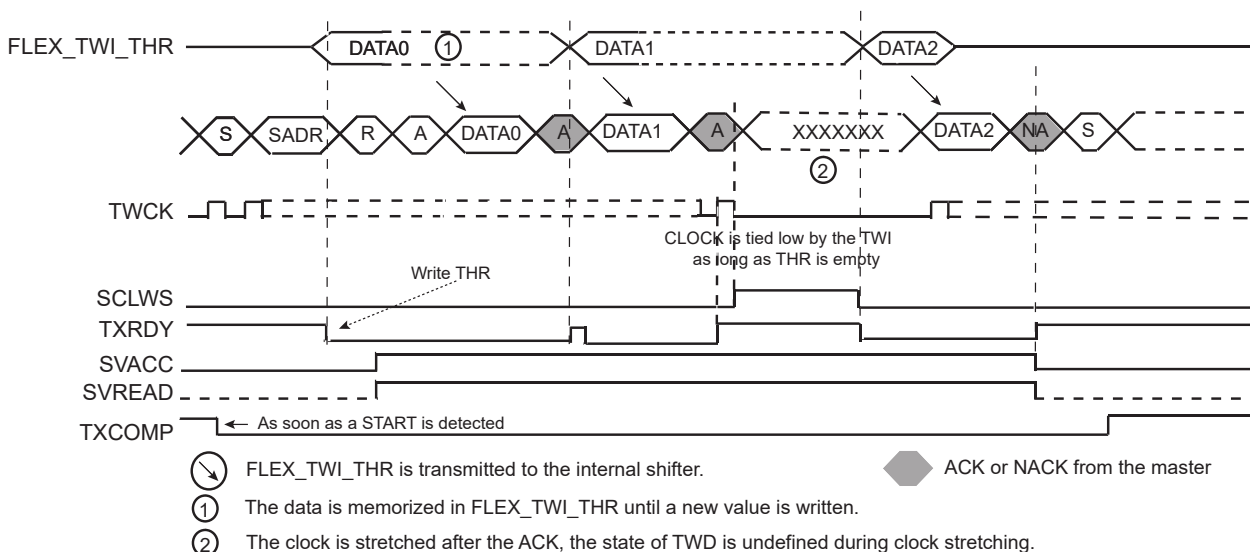 FLEX_TWI_THR DATA0 1 DATA1 DATA2
S SADR R A DATA0 A DATA1 A XXXXXXX DATA2 NA S
2
TWCK
CLOCK is tied low by the TWI
as long as THR is empty
Write THR
SCLWS
TXRDY
SVACC
SVREAD
TXCOMP As soon as a START is detected
FLEX_TWI_THR is transmitted to the internal shifter. ACK or NACK from the master
1 The data is memorized in FLEX_TWI_THR until a new value is written.
2 The clock is stretched after the ACK, the state of TWD is undefined during clock stretching.